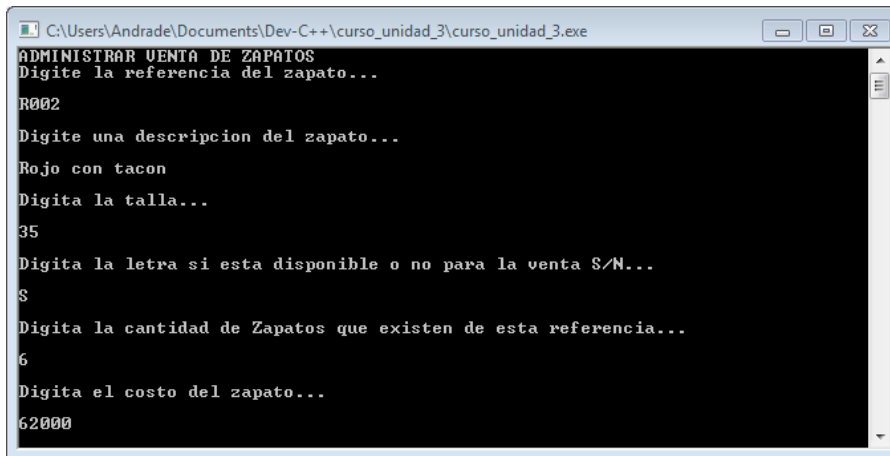 C:\Users\Andrade\Documents\Dev-C++\curso_unidad_3\curso_unidad_3.exe
ADMINISTRAR VENTA DE ZAPATOS
Digite la referencia del zapato...
R002
Digite una descripcion del zapato...
Rojo con tacon
Digita la talla...
35
Digita la letra si esta disponible o no para la venta S/N...
S
Digita la cantidad de Zapatos que existen de esta referencia...
6
Digita el costo del zapato...
62000